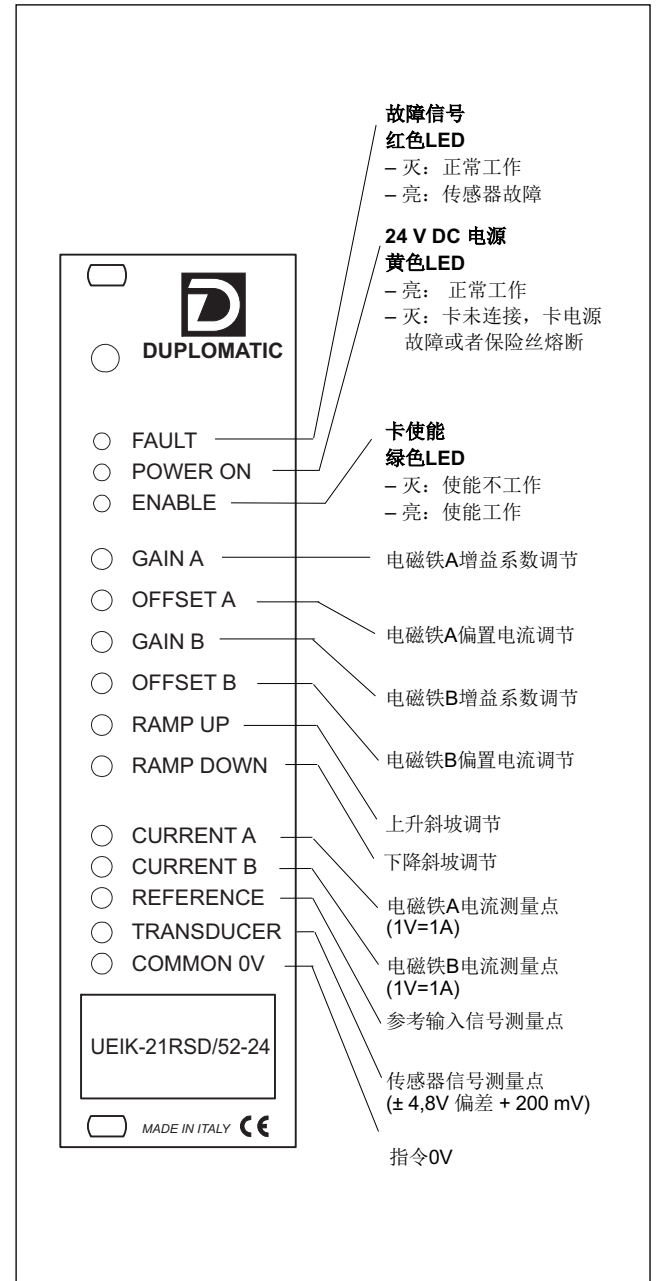 故障信号
红色LED
– 灭：正常工作
– 亮：传感器故障
24 V DC 电源
黄色LED
– 亮： 正常工作
– 灭：卡未连接，卡电源
故障或者保险丝熔断
D
DUPLOMATIC
卡使能
绿色LED
– 灭：使能不工作
– 亮：使能工作
FAULT
POWER ON
ENABLE
GAIN A
电磁铁A增益系数调节
OFFSET A
电磁铁A偏置电流调节
GAIN B
电磁铁B增益系数调节
OFFSET B
电磁铁B偏置电流调节
RAMP UP
上升斜坡调节
RAMP DOWN
下降斜坡调节
CURRENT A
电磁铁A电流测量点
(1V=1A)
CURRENT B
电磁铁B电流测量点
(1V=1A)
REFERENCE
参考输入信号测量点
TRANSDUCER
传感器信号测量点
(± 4,8V 偏差 + 200 mV)
COMMON 0V
指令0V
UEIK-21RSD/52-24
MADE IN ITALY CE